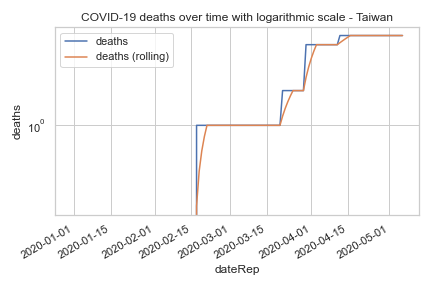 COVID-19 deaths over time with logarithmic scale - Taiwan
deaths
deaths (rolling)
deaths
10⁰
2020-01-01
2020-01-15
2020-02-01
2020-02-15
2020-03-01
2020-03-15
2020-04-01
2020-04-15
2020-05-01
dateRep